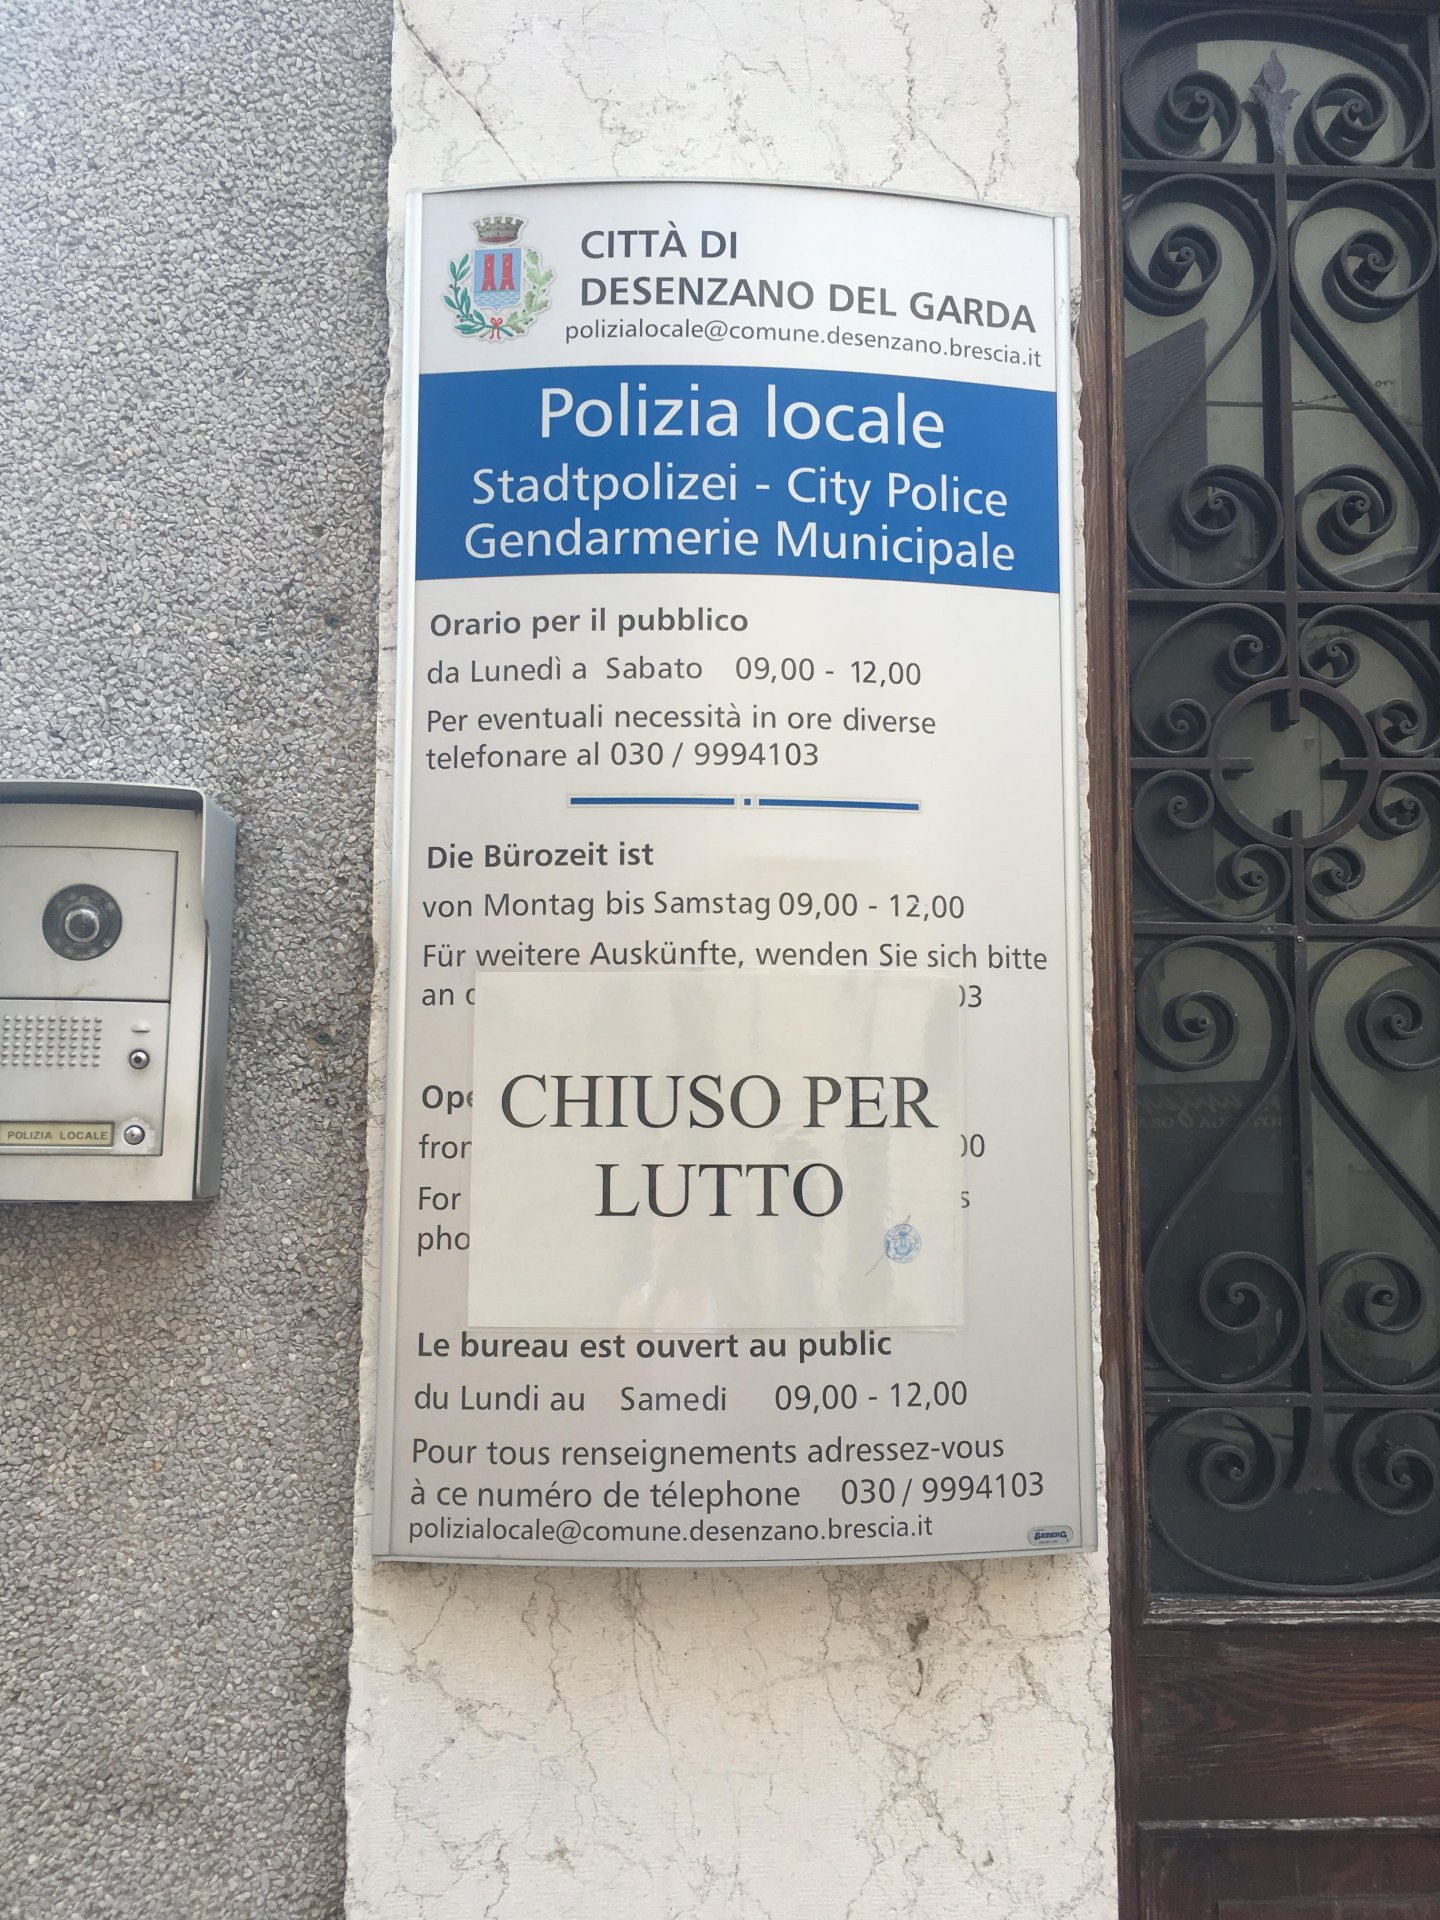 CITTÀ DI
DESENZANO DEL GARDA
polizialocale@comune.desenzano.brescia.it
Polizia locale
Stadtpolizei - City Police
Gendarmerie Municipale
Orario per il pubblico
da Lunedì a Sabato 09,00 - 12,00
Per eventuali necessità in ore diverse
telefonare al 030 / 9994103
Die Bürozeit ist
von Montag bis Samstag 09,00 - 12,00
Für weitere Auskünfte, wenden Sie sich bitte
an
CHIUSO PER
LUTTO
For
Le bureau est ouvert au public
du Lundi au Samedi 09,00 - 12,00
Pour tous renseignements adressez-vous
à ce numéro de télephone 030 / 9994103
polizialocale@comune.desenzano.brescia.it
SEBERG
POLIZIA LOCALE